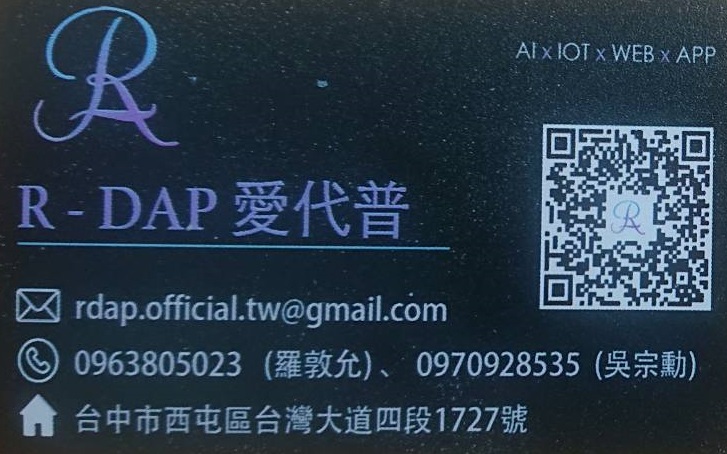 AI x IOT x WEB x APP
R - DAP 愛代普
rdap.official.tw@gmail.com
0963805023 (羅敦允)、 0970928535 (吳宗勳)
台中市西屯區台灣大道四段1727號